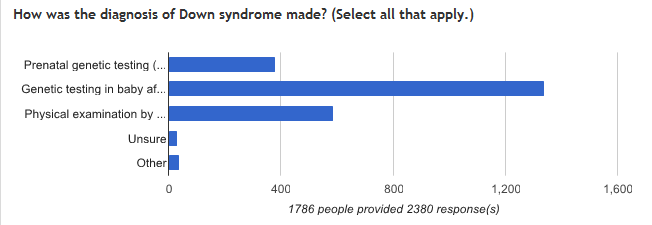 How was the diagnosis of Down syndrome made? (Select all that apply.)
Prenatal genetic testing (...
Genetic testing in baby af...
Physical examination by ...
Unsure
Other
0 400 800 1,200 1,600
1786 people provided 2380 response(s)